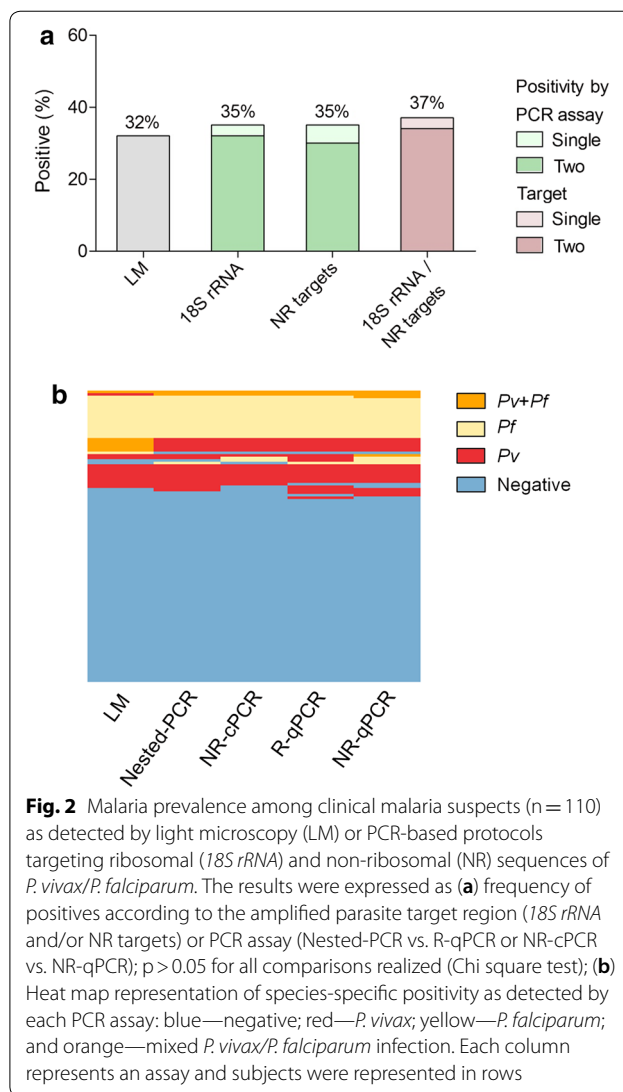 a
60
40
20
0
Positive (%)
32%
35%
35%
37%
LM
18S rRNA
NR targets
18S rRNA /
NR targets
Positivity by
PCR assay
Single
Two
Target
Single
Two
b
Pv+Pf
Pf
Pv
Negative
LM
Nested-PCR
NR-cPCR
R-qPCR
NR-qPCR
Fig. 2 Malaria prevalence among clinical malaria suspects (n = 110)
as detected by light microscopy (LM) or PCR-based protocols
targeting ribosomal (18S rRNA) and non-ribosomal (NR) sequences of
P. vivax/P. falciparum. The results were expressed as (a) frequency of
positives according to the amplified parasite target region (18S rRNA
and/or NR targets) or PCR assay (Nested-PCR vs. R-qPCR or NR-cPCR
vs. NR-qPCR); p > 0.05 for all comparisons realized (Chi square test); (b)
Heat map representation of species-specific positivity as detected by
each PCR assay: blue—negative; red—P. vivax; yellow—P. falciparum;
and orange—mixed P. vivax/P. falciparum infection. Each column
represents an assay and subjects were represented in rows